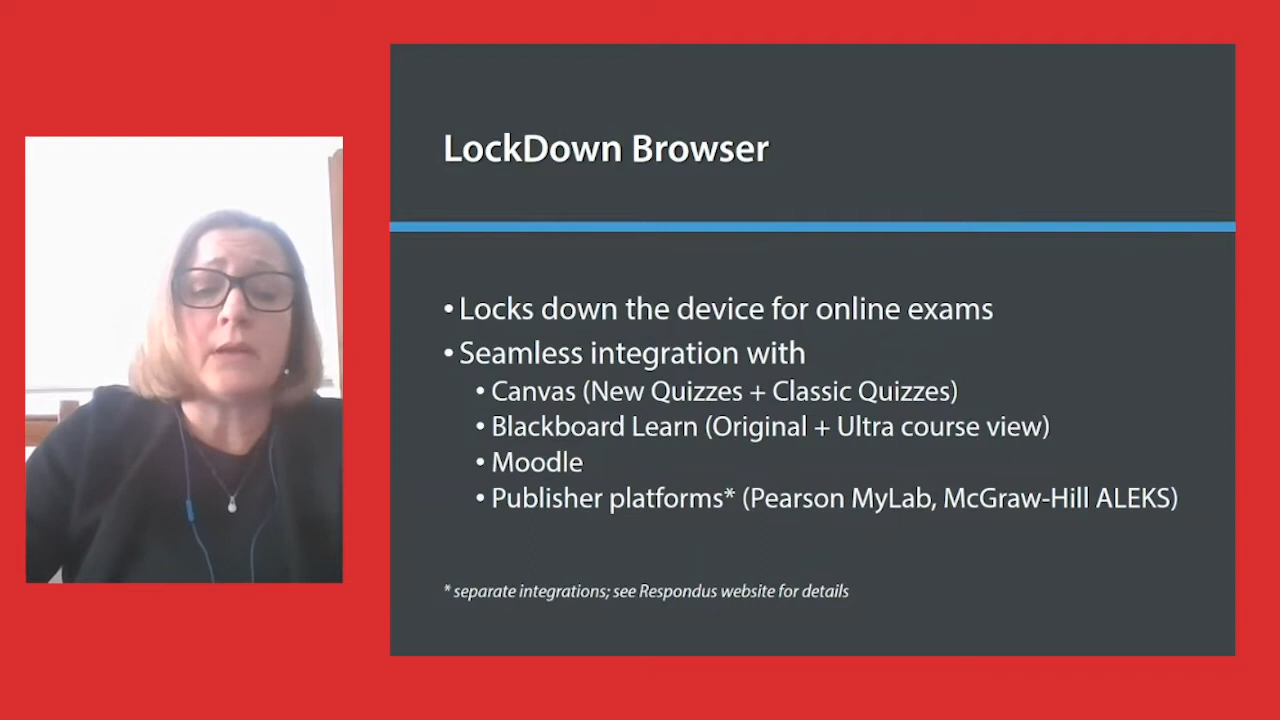 LockDown Browser
• Locks down the device for online exams
• Seamless integration with
• Canvas (New Quizzes + Classic Quizzes)
• Blackboard Learn (Original + Ultra course view)
• Moodle
• Publisher platforms* (Pearson MyLab, McGraw-Hill ALEKS)
* separate integrations; see Respondus website for details